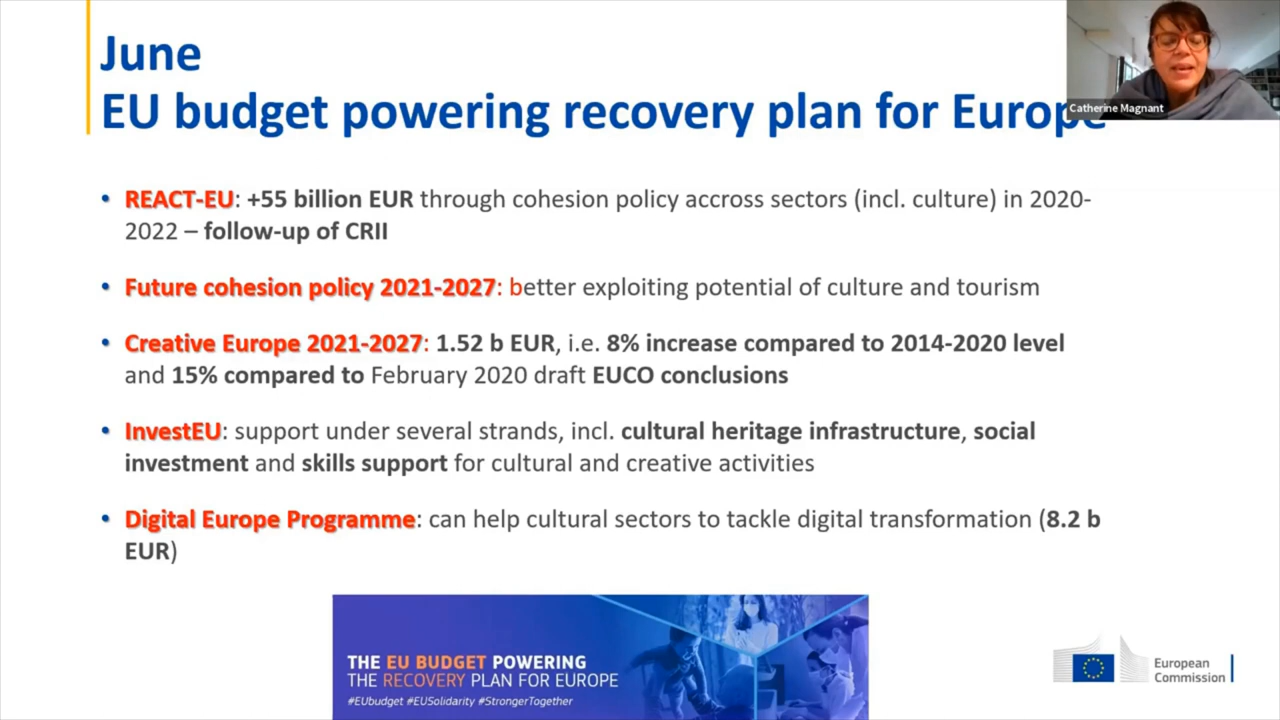 June
EU budget powering recovery plan for Europe
Catherine Magnant
• REACT-EU: +55 billion EUR through cohesion policy accross sectors (incl. culture) in 2020-
2022 – follow-up of CRII
• Future cohesion policy 2021-2027: better exploiting potential of culture and tourism
• Creative Europe 2021-2027: 1.52 b EUR, i.e. 8% increase compared to 2014-2020 level
and 15% compared to February 2020 draft EUCO conclusions
• InvestEU: support under several strands, incl. cultural heritage infrastructure, social
investment and skills support for cultural and creative activities
• Digital Europe Programme: can help cultural sectors to tackle digital transformation (8.2 b
EUR)
THE EU BUDGET POWERING
THE RECOVERY PLAN FOR EUROPE
#EUbudget #EUSolidarity #StrongerTogether
European
Commission